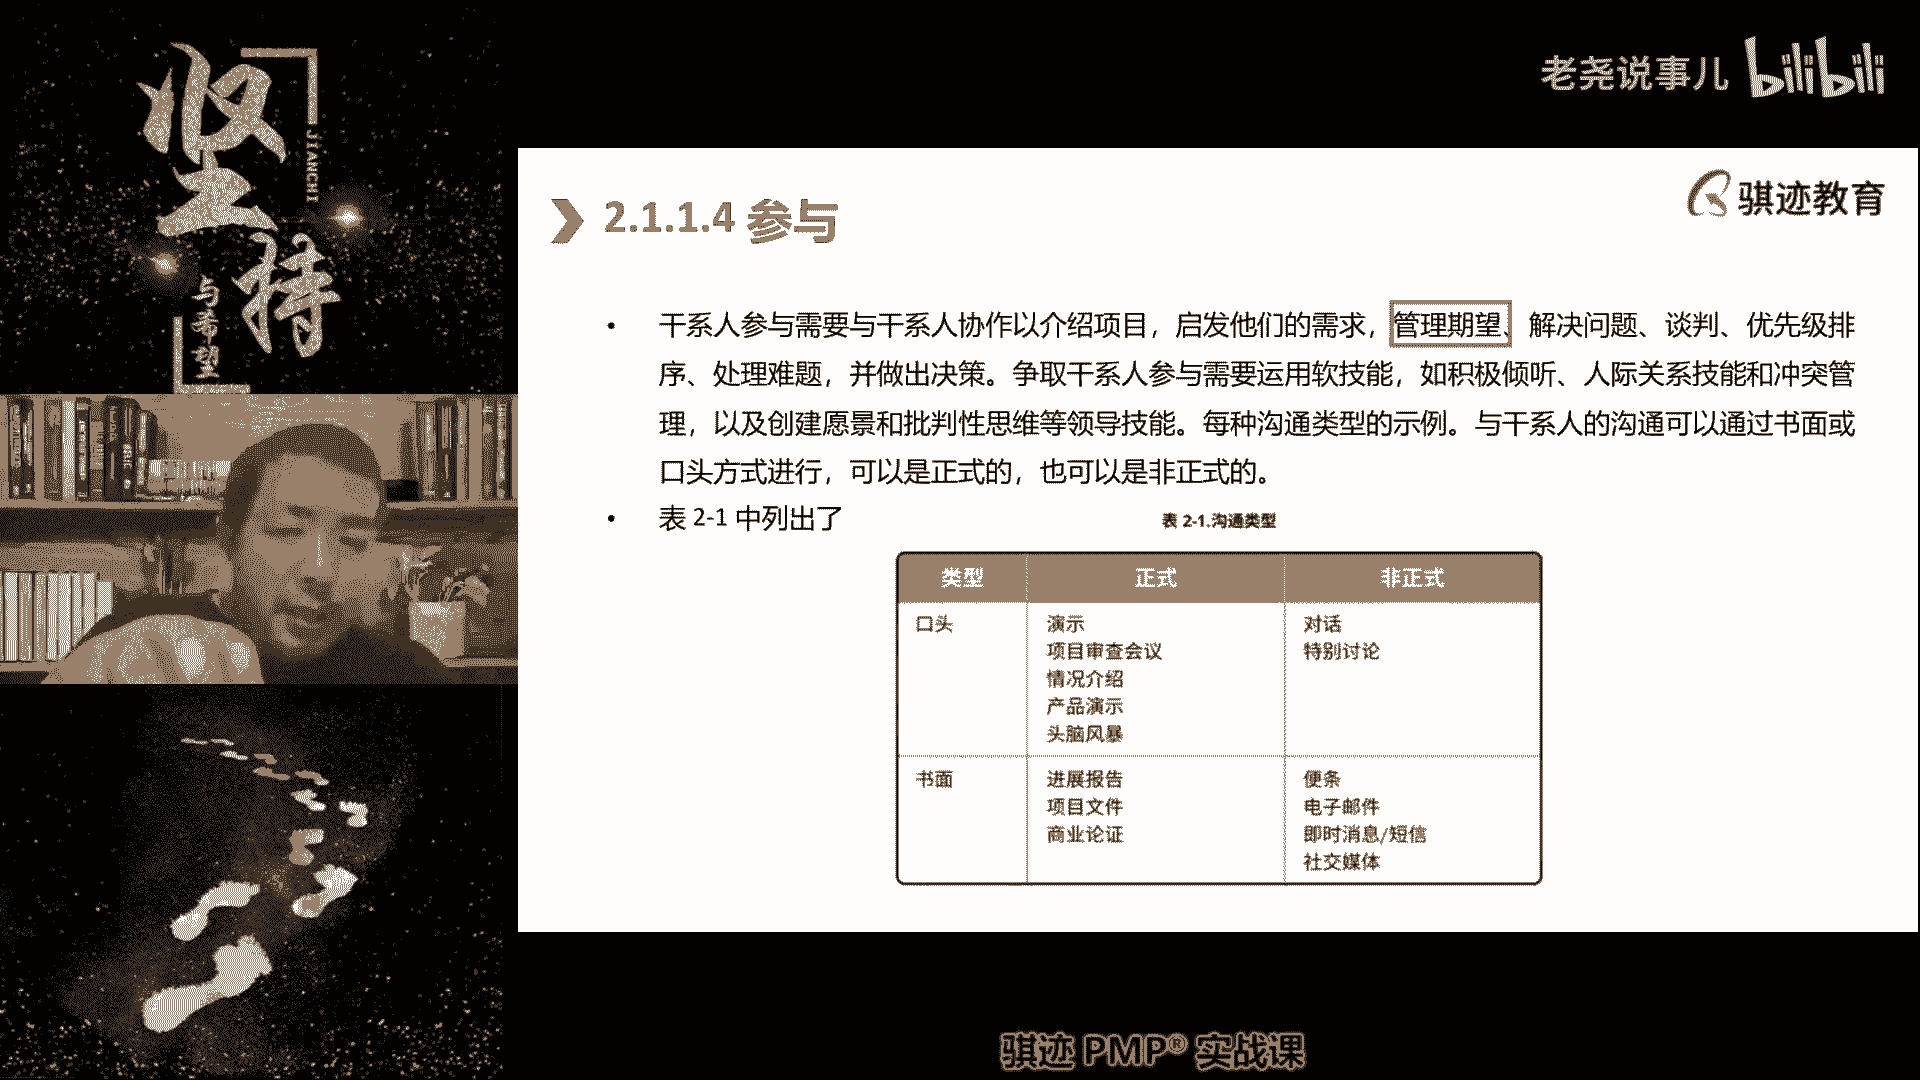 坚持
JIANCHI
与希望
老尧说事儿 bilibili
骐迹教育
2.1.1.4 参与
• 干系人参与需要与干系人协作以介绍项目，启发他们的需求，管理期望、解决问题、谈判、优先级排
序、处理难题，并做出决策。争取干系人参与需要运用软技能，如积极倾听、人际关系技能和冲突管
理，以及创建愿景和批判性思维等领导技能。每种沟通类型的示例。与干系人的沟通可以通过书面或
口头方式进行，可以是正式的，也可以是非正式的。
• 表 2-1 中列出了
表 2-1.沟通类型
类型 正式 非正式
口头 演示 对话
项目审查会议 特别讨论
情况介绍
产品演示
头脑风暴
书面 进展报告 便条
项目文件 电子邮件
商业论证 即时消息/短信
社交媒体
骐迹 PMP® 实战课